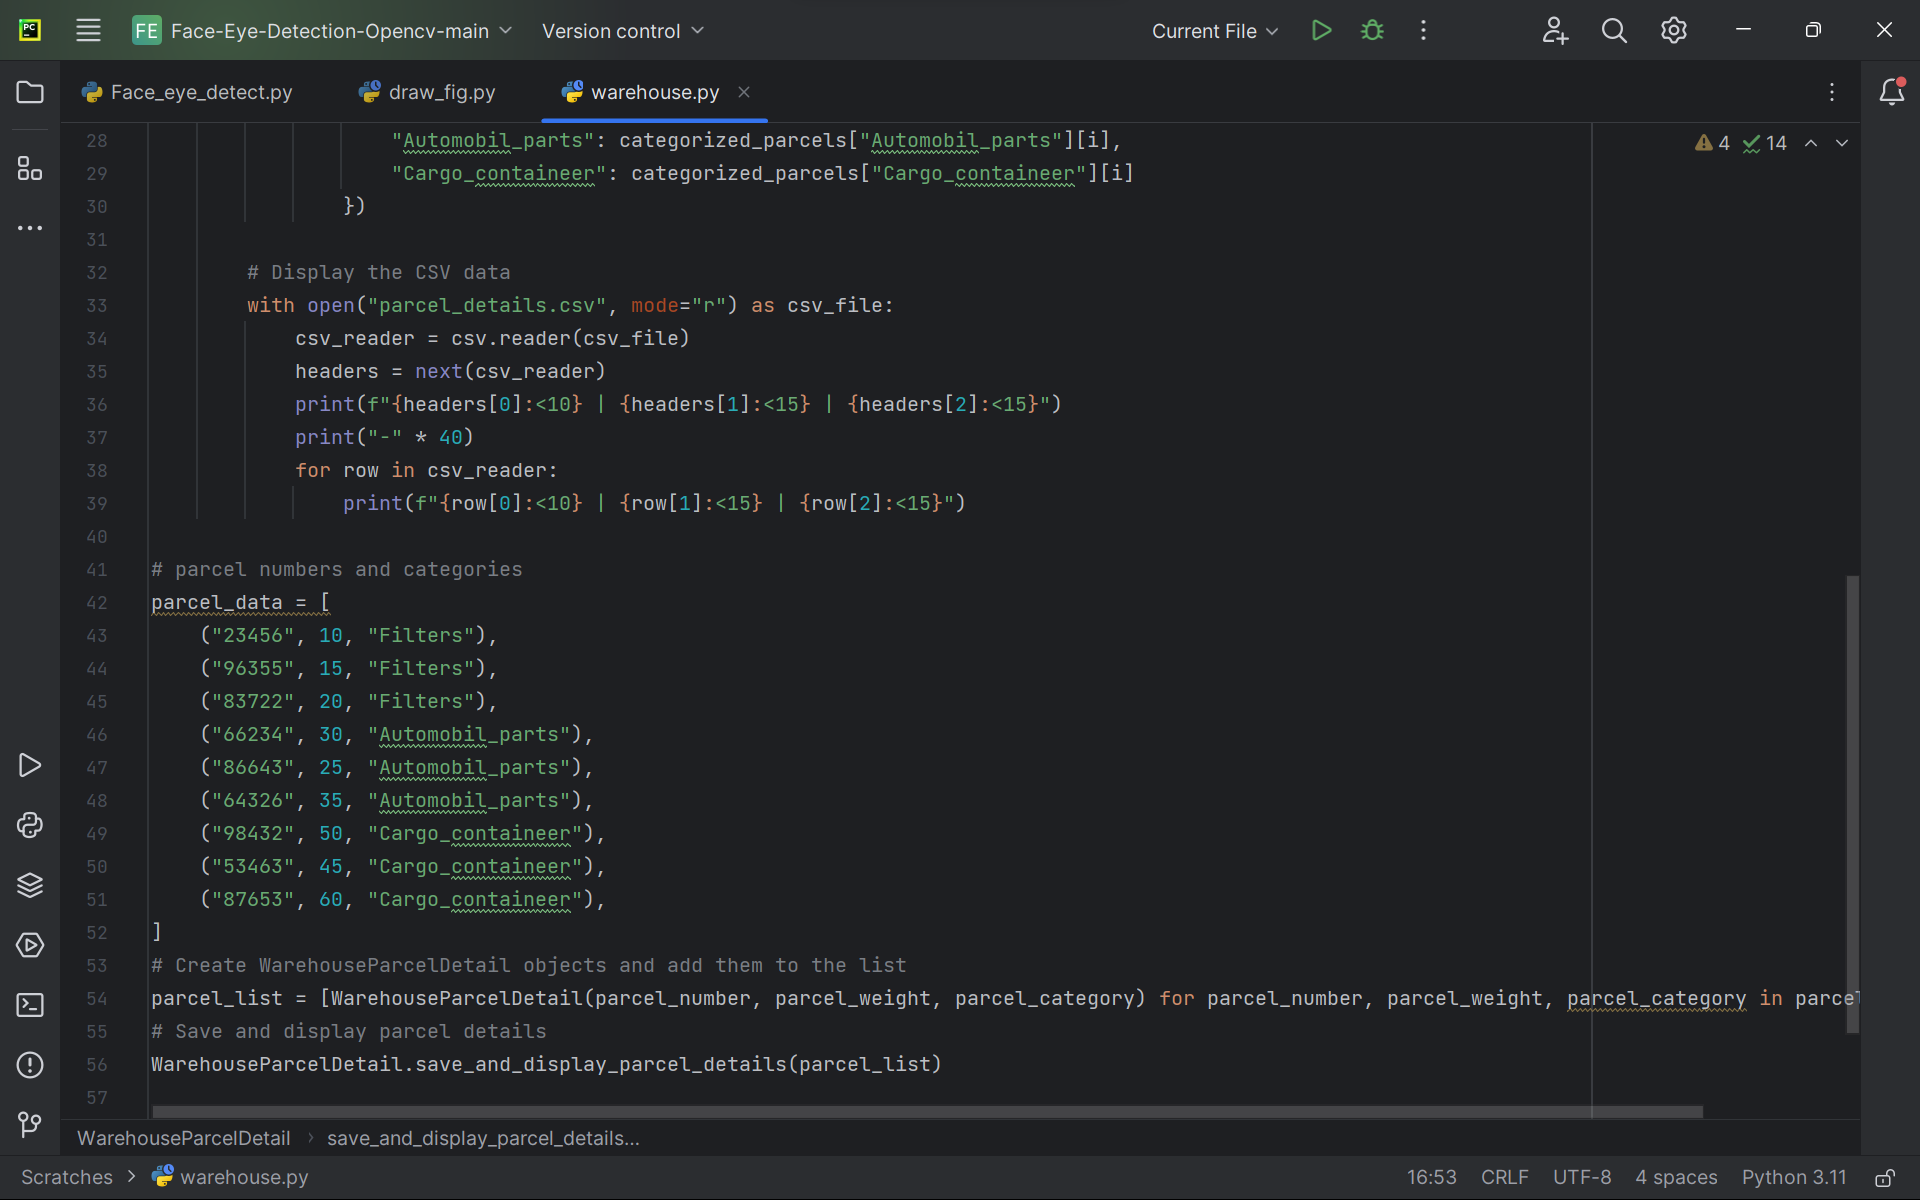 PC
FE Face-Eye-Detection-Opencv-main Version control Current File
Face_eye_detect.py draw_fig.py warehouse.py
28 "Automobil_parts": categorized_parcels["Automobil_parts"][i],
4 14
29 "Cargo_containeer": categorized_parcels["Cargo_containeer"][i]
30 })
31
32 # Display the CSV data
33 with open("parcel_details.csv", mode="r") as csv_file:
34 csv_reader = csv.reader(csv_file)
35 headers = next(csv_reader)
36 print(f"{headers[0]:<10} | {headers[1]:<15} | {headers[2]:<15}")
37 print("-" * 40)
38 for row in csv_reader:
39 print(f"{row[0]:<10} | {row[1]:<15} | {row[2]:<15}")
40
41 # parcel numbers and categories
42 parcel_data = [
43 ("23456", 10, "Filters"),
44 ("96355", 15, "Filters"),
45 ("83722", 20, "Filters"),
46 ("66234", 30, "Automobil_parts"),
47 ("86643", 25, "Automobil_parts"),
48 ("64326", 35, "Automobil_parts"),
49 ("98432", 50, "Cargo_containeer"),
50 ("53463", 45, "Cargo_containeer"),
51 ("87653", 60, "Cargo_containeer"),
52 ]
53 # Create WarehouseParcelDetail objects and add them to the list
54 parcel_list = [WarehouseParcelDetail(parcel_number, parcel_weight, parcel_category) for parcel_number, parcel_weight, parcel_category in parcel
55 # Save and display parcel details
56 WarehouseParcelDetail.save_and_display_parcel_details(parcel_list)
57
WarehouseParcelDetail › save_and_display_parcel_details...
Scratches > warehouse.py 16:53 CRLF UTF-8 4 spaces Python 3.11